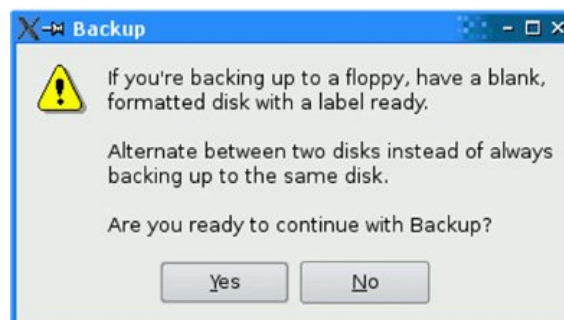 Backup
If you're backing up to a floppy, have a blank,
formatted disk with a label ready.
Alternate between two disks instead of always
backing up to the same disk.
Are you ready to continue with Backup?
Yes No